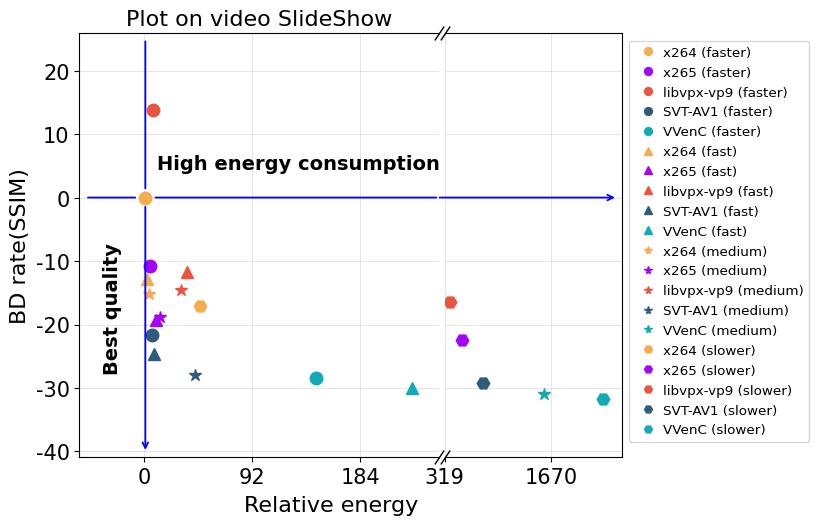 Plot on video SlideShow
20
10
0
-10
-20
-30
-40
BD rate(SSIM)
High energy consumption
Best quality
0 92 184 319 1670
Relative energy
x264 (faster)
x265 (faster)
libvpx-vp9 (faster)
SVT-AV1 (faster)
VVenC (faster)
x264 (fast)
x265 (fast)
libvpx-vp9 (fast)
SVT-AV1 (fast)
VVenC (fast)
x264 (medium)
x265 (medium)
libvpx-vp9 (medium)
SVT-AV1 (medium)
VVenC (medium)
x264 (slower)
x265 (slower)
libvpx-vp9 (slower)
SVT-AV1 (slower)
VVenC (slower)